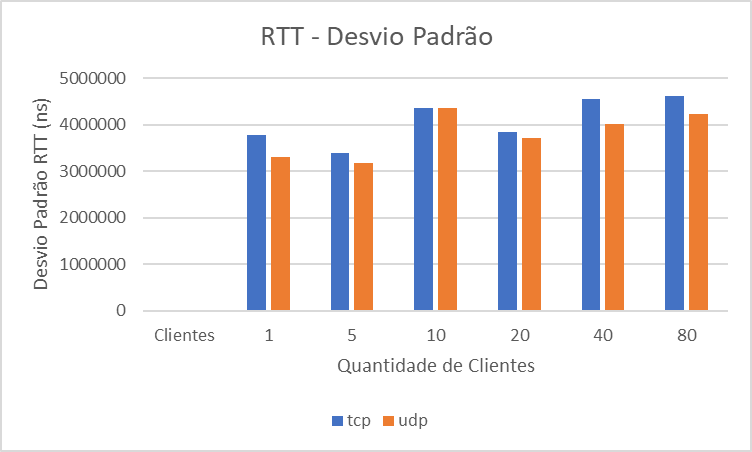 RTT - Desvio Padrão
Desvio Padrão RTT (ns)
5000000
4000000
3000000
2000000
1000000
0
Clientes 1 5 10 20 40 80
Quantidade de Clientes
tcp udp